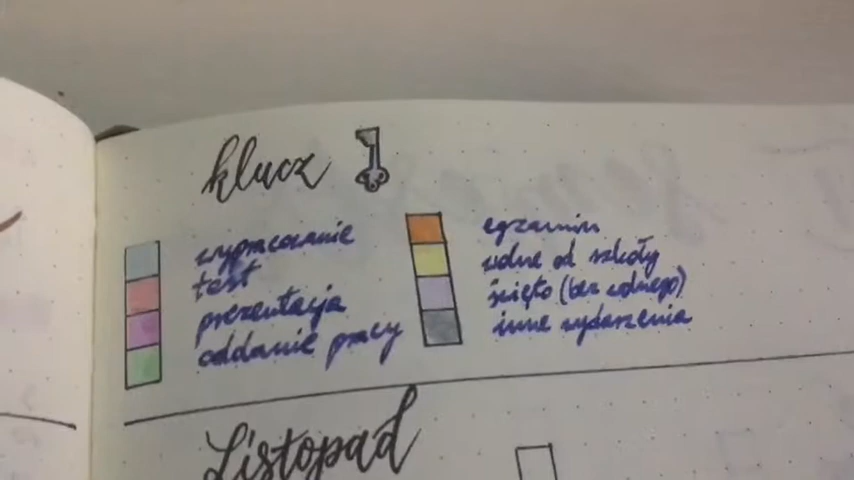 klucz
wypracowanie
test
prezentacja
oddanie pracy
egzamin
wolne od szkoły
święto (bez wolnego)
inne wydarzenia
Listopad